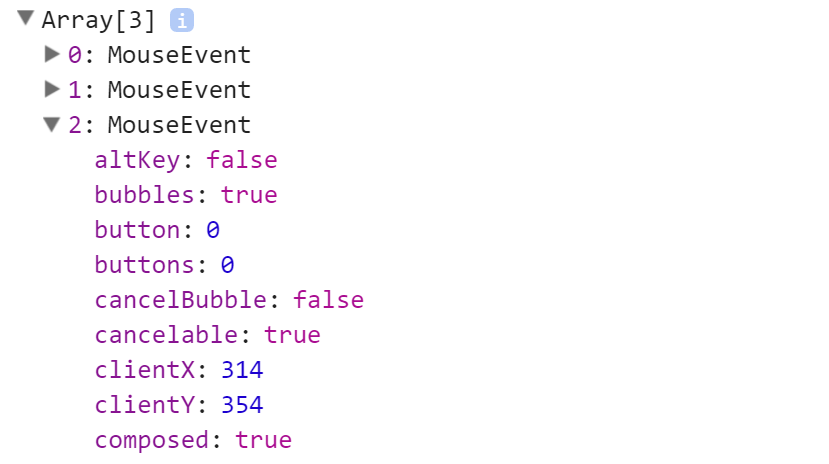 ▼ Array[3] i
▶ 0: MouseEvent
▶ 1: MouseEvent
▼ 2: MouseEvent
altKey: false
bubbles: true
button: 0
buttons: 0
cancelBubble: false
cancelable: true
clientX: 314
clientY: 354
composed: true